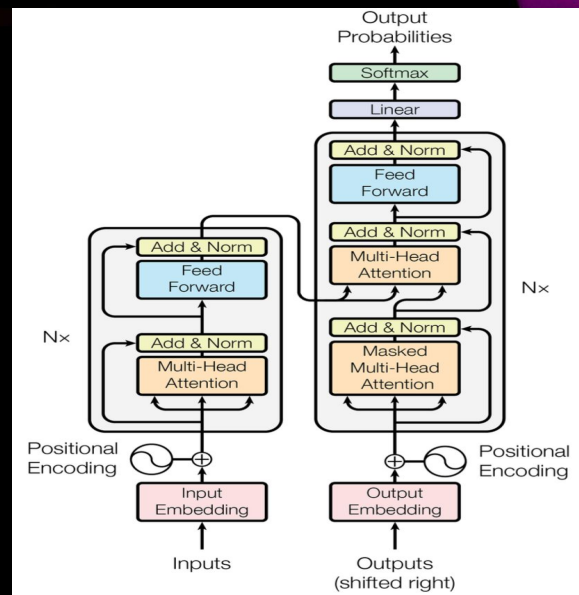 Output
Probabilities
Softmax
Linear
Add & Norm
Feed
Forward
Add & Norm
Multi-Head
Attention
Add & Norm
Masked
Multi-Head
Attention
Nx
Add & Norm
Feed
Forward
Add & Norm
Multi-Head
Attention
Nx
Positional
Encoding
Positional
Encoding
Input
Embedding
Output
Embedding
Inputs
Outputs
(shifted right)